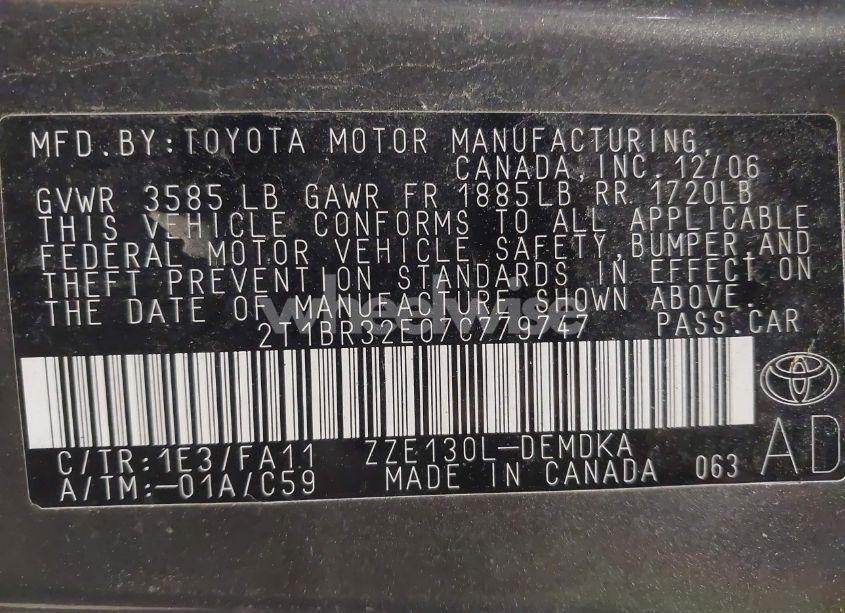 MFD.BY:TOYOTA MOTOR MANUFACTURING,
CANADA,INC.12/06
GVWR 3585 LB GAWR FR 1885LB RR 1720LB
THIS VEHICLE CONFORMS TO ALL APPLICABLE
FEDERAL MOTOR VEHICLE SAFETY,BUMPER,AND
THEFT PREVENTION STANDARDS IN EFFECT ON
THE DATE OF MANUFACTURE SHOWN ABOVE.
wheelwise
2T1BR32E07C779747 PASS.CAR
C/TR:1E3/FA11 ZZE130L-DEMDKA
A/TM:-01A/C59 MADE IN CANADA 063 AD